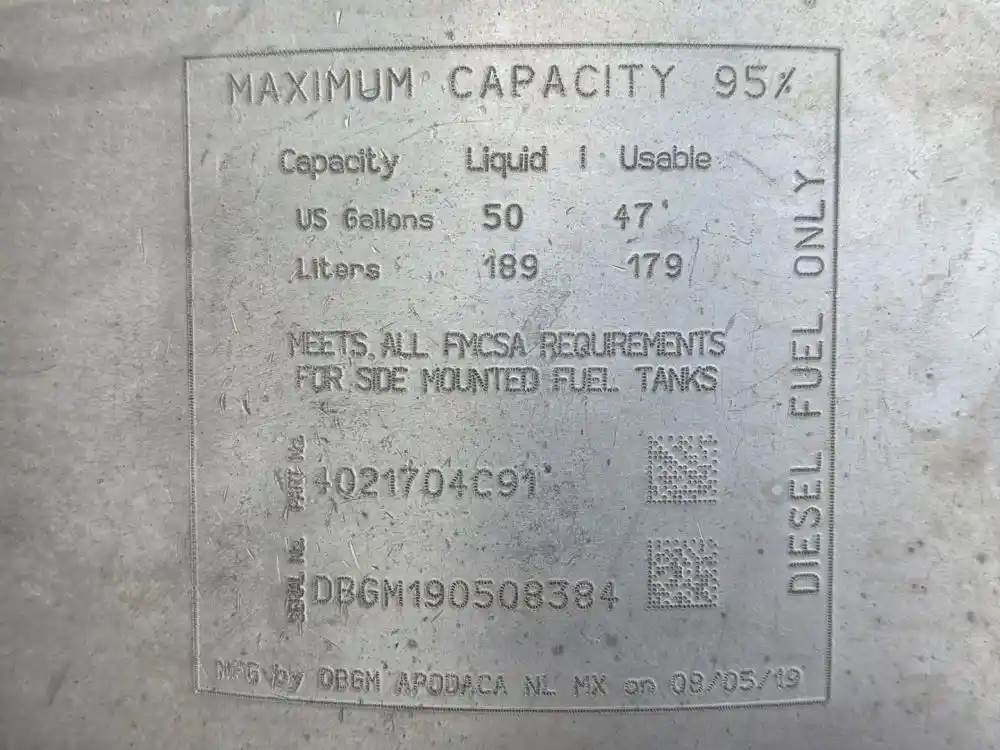 MAXIMUM CAPACITY 95%
Capacity Liquid | Usable
US Gallons 50 47
Liters 189 179
MEETS ALL FMCSA REQUIREMENTS
FOR SIDE MOUNTED FUEL TANKS
PART No. 4021704C91
SERIAL No. DBGM190508384
MFG by DBGM APODACA NL MX on 08/05/19
DIESEL FUEL ONLY